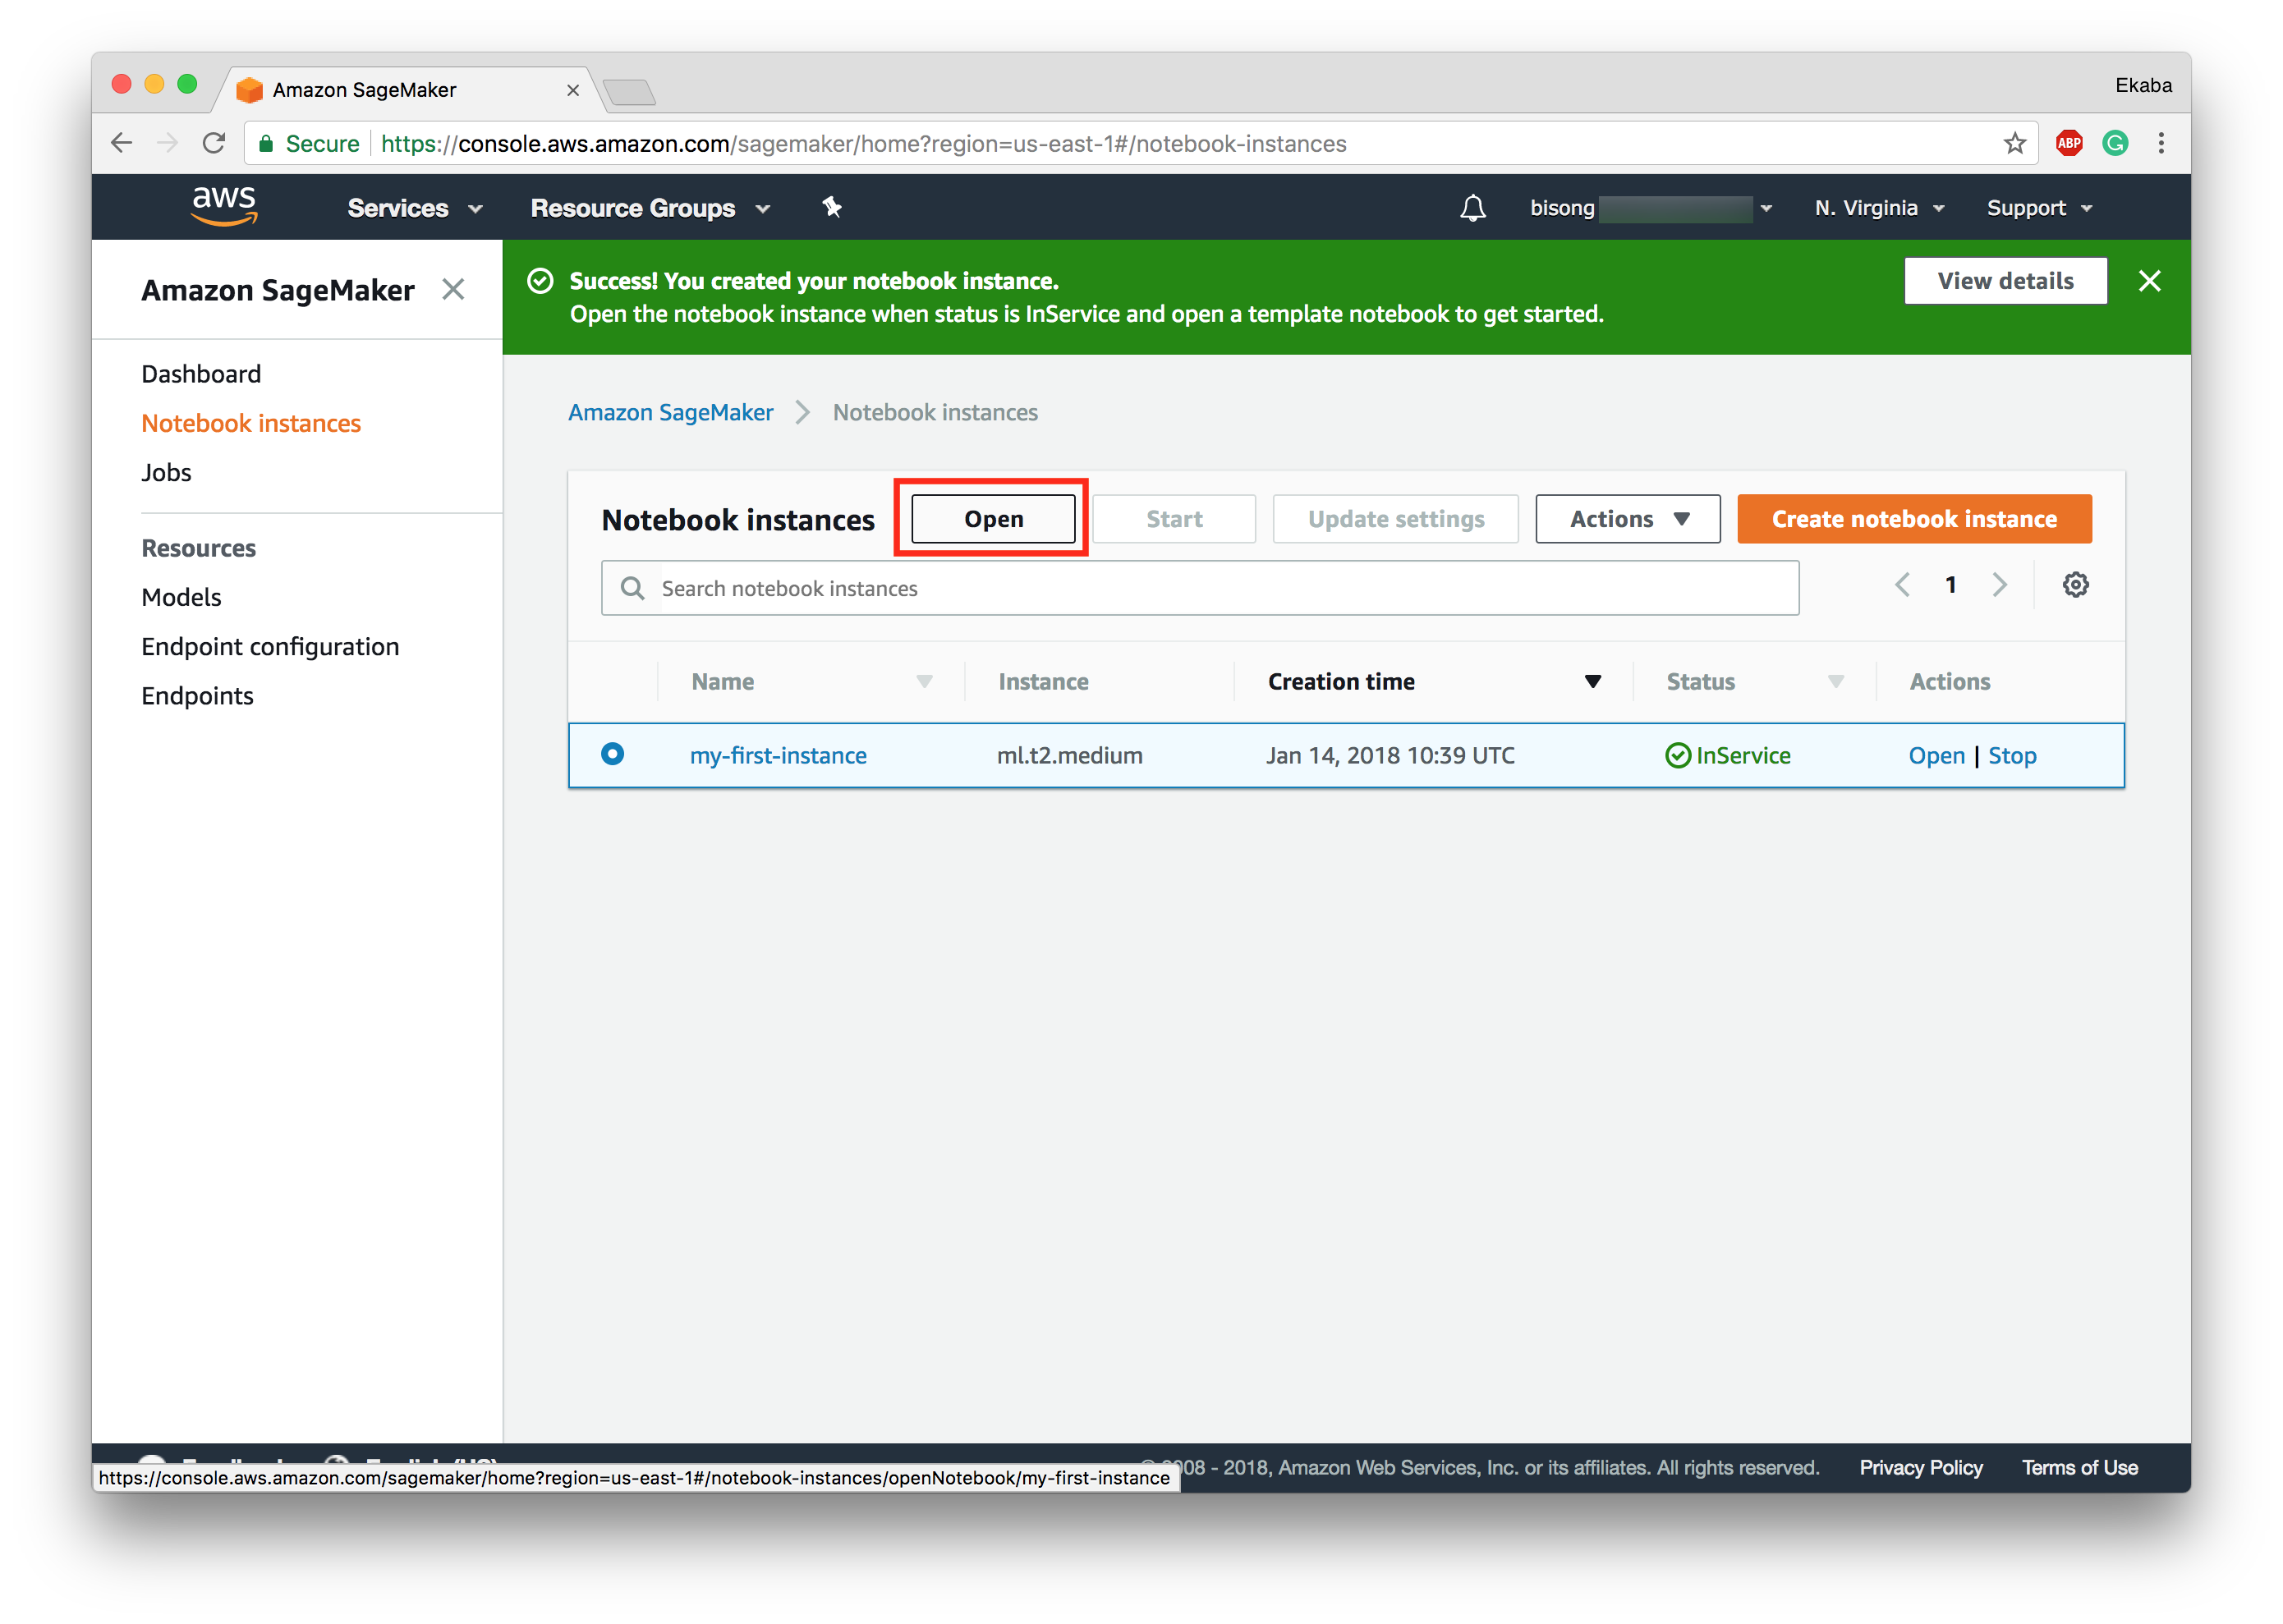 Amazon SageMaker
Ekaba
Secure https://console.aws.amazon.com/sagemaker/home?region=us-east-1#/notebook-instances
ABP
G
aws Services Resource Groups bisong N. Virginia Support
Amazon SageMaker
Dashboard
Notebook instances
Jobs
Resources
Models
Endpoint configuration
Endpoints
Success! You created your notebook instance.
Open the notebook instance when status is InService and open a template notebook to get started.
View details
Amazon SageMaker Notebook instances
Notebook instances Open Start Update settings Actions Create notebook instance
Search notebook instances
1
Name Instance Creation time Status Actions
my-first-instance ml.t2.medium Jan 14, 2018 10:39 UTC InService Open | Stop
08 - 2018, Amazon Web Services, Inc. or its affiliates. All rights reserved. Privacy Policy Terms of Use
https://console.aws.amazon.com/sagemaker/home?region=us-east-1#/notebook-instances/openNotebook/my-first-instance